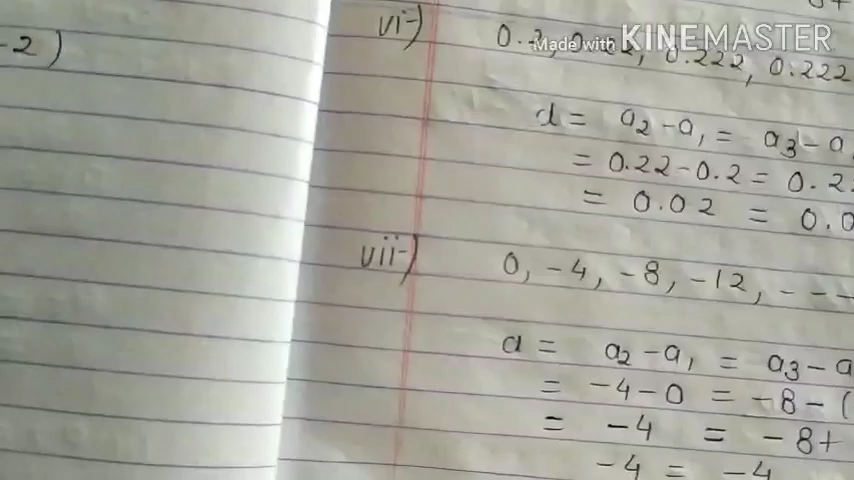 -2)
vi-) 0.2, 0.22, 0.222, 0.222
Made with KINEMASTER
d = a₂-a₁ = a₃-a
= 0.22-0.2 = 0.2
= 0.02 = 0.0
vii-) 0, -4, -8, -12, ---
d = a₂-a₁ = a₃-a
= -4-0 = -8-(
= -4 = -8+
-4 = -4